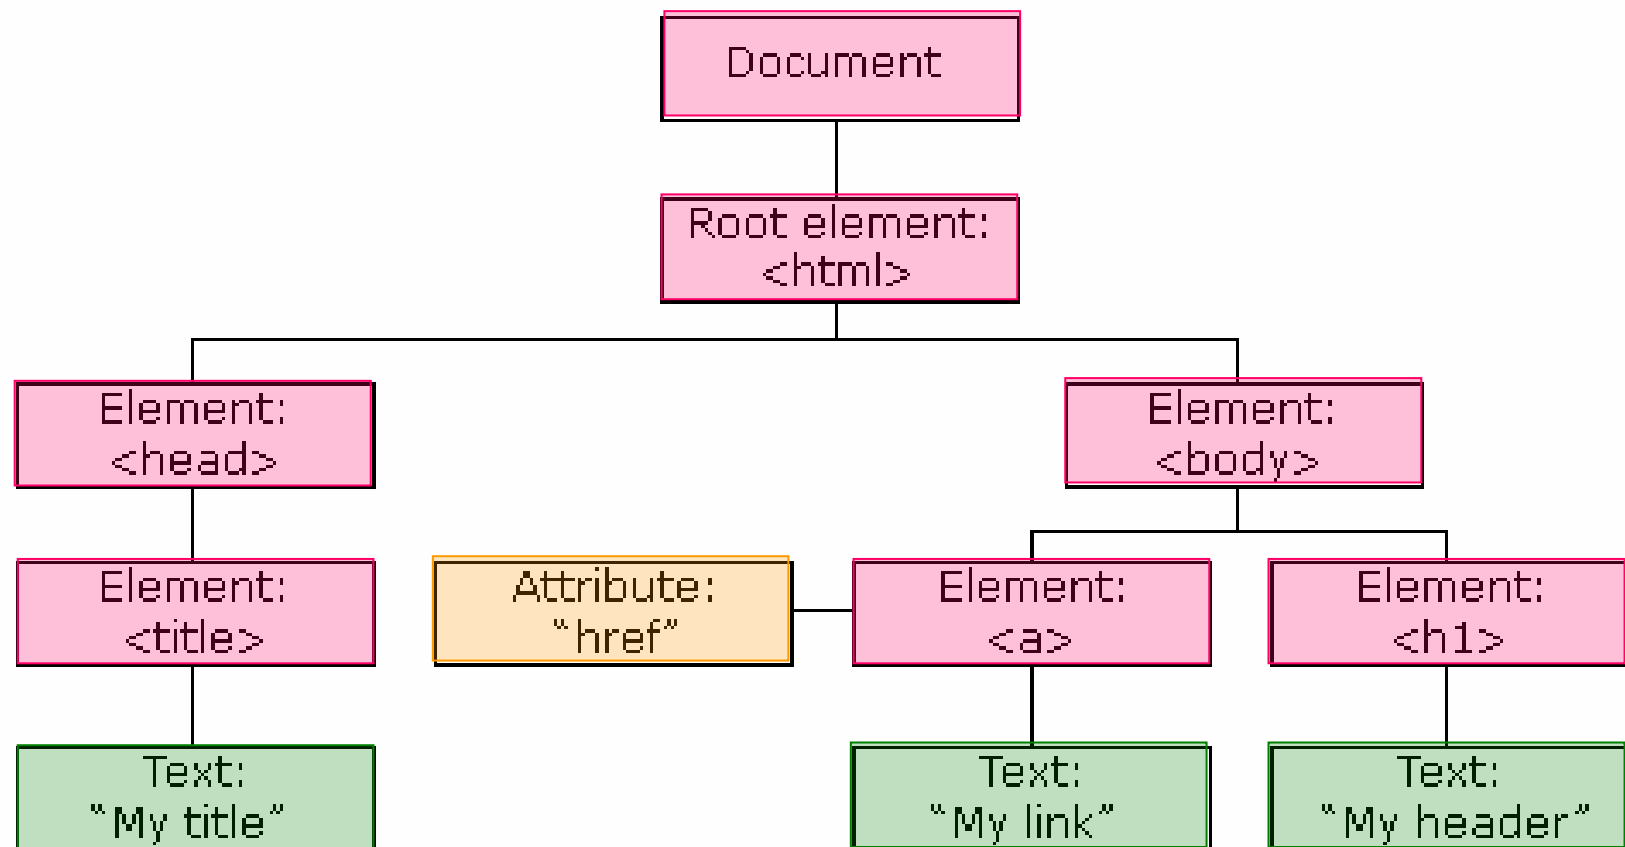 Document
Root element:
<html>
Element:
<head>
Element:
<body>
Element:
<title>
Attribute:
“href”
Element:
<a>
Element:
<h1>
Text:
“My title”
Text:
“My link”
Text:
“My header”